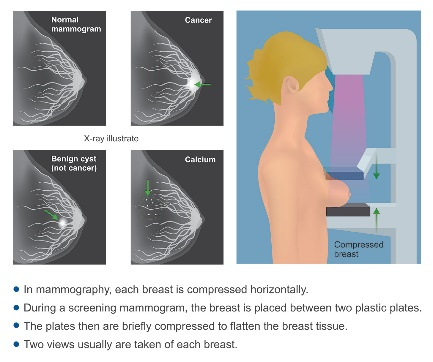 Normal
mammogram
Cancer
X-ray illustrate
Benign cyst
(not cancer)
Calcium
Compressed
breast
• In mammography, each breast is compressed horizontally.
• During a screening mammogram, the breast is placed between two plastic plates.
• The plates then are briefly compressed to flatten the breast tissue.
• Two views usually are taken of each breast.